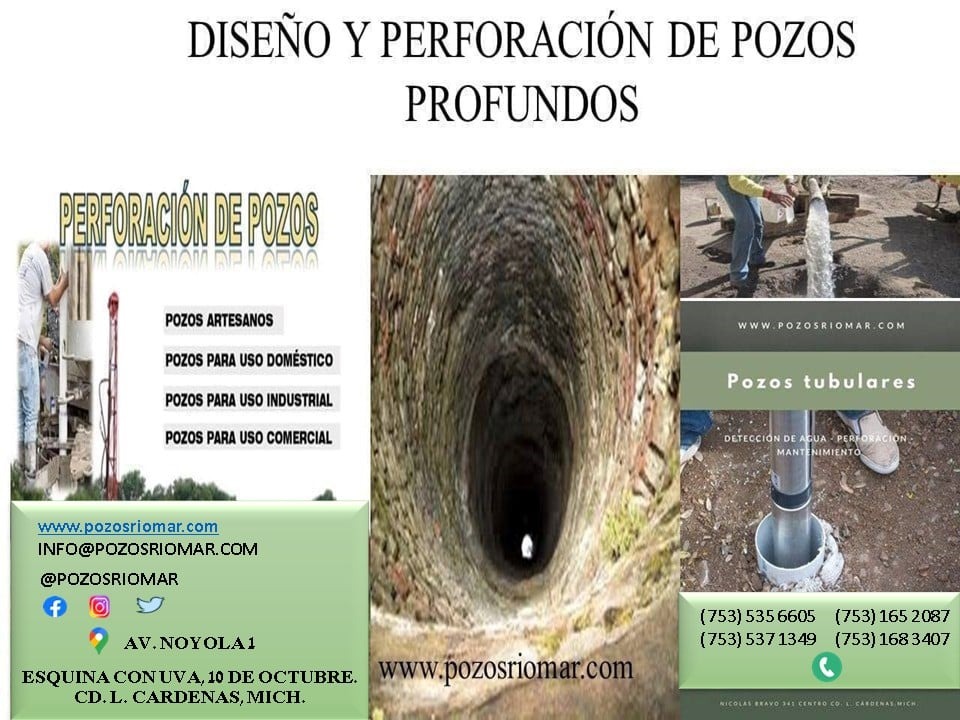 DISEÑO Y PERFORACIÓN DE POZOS
PROFUNDOS
PERFORACIÓN DE POZOS
POZOS ARTESANOS
POZOS PARA USO DOMÉSTICO
POZOS PARA USO INDUSTRIAL
POZOS PARA USO COMERCIAL
www.pozosriomar.com
INFO@POZOSRIOMAR.COM
@POZOSRIOMAR
AV. NOYOLA 1
ESQUINA CON UVA, 10 DE OCTUBRE.
CD. L. CARDENAS, MICH.
www.pozosriomar.com
WWW.POZOSRIOMAR.COM
Pozos tubulares
DETECCIÓN DE AGUA - PERFORACIÓN -
MANTENIMIENTO
(753) 535 6605 (753) 165 2087
(753) 537 1349 (753) 168 3407
NICOLAS BRAVO 341 CENTRO CD. L. CÁRDENAS,MICH.